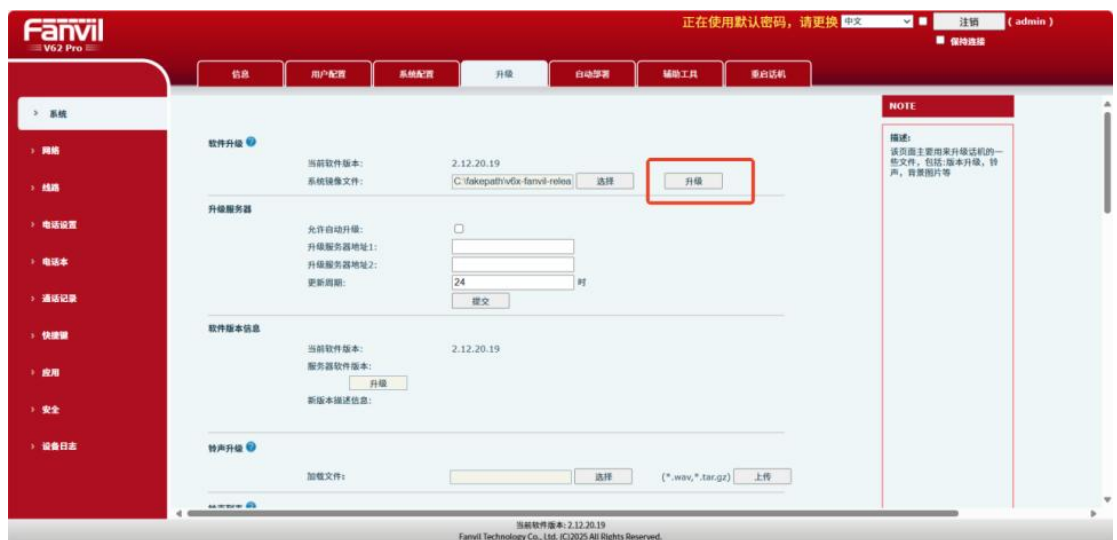 Fanvil
V62 Pro
正在使用默认密码，请更换 中文 注销 ( admin )
保持连接
信息 用户配置 系统配置 升级 自动部署 辅助工具 重启话机
› 系统
› 网络
› 线路
› 电话设置
› 电话本
› 通话记录
› 快捷键
› 应用
› 安全
› 设备日志
软件升级
当前软件版本: 2.12.20.19
系统镜像文件: C:\fakepath\v6x-fanvil-relea 选择 升级
升级服务器
允许自动升级:
升级服务器地址1:
升级服务器地址2:
更新周期: 24 时
提交
软件版本信息
当前软件版本: 2.12.20.19
服务器软件版本:
升级
新版本描述信息:
铃声升级
加载文件: 选择 (*.wav,*.tar.gz) 上传
NOTE
描述:
该页面主要用来升级话机的一
些文件，包括:版本升级，铃
声，背景图片等
当前软件版本: 2.12.20.19
Fanvil Technology Co., Ltd. (C)2025 All Rights Reserved.